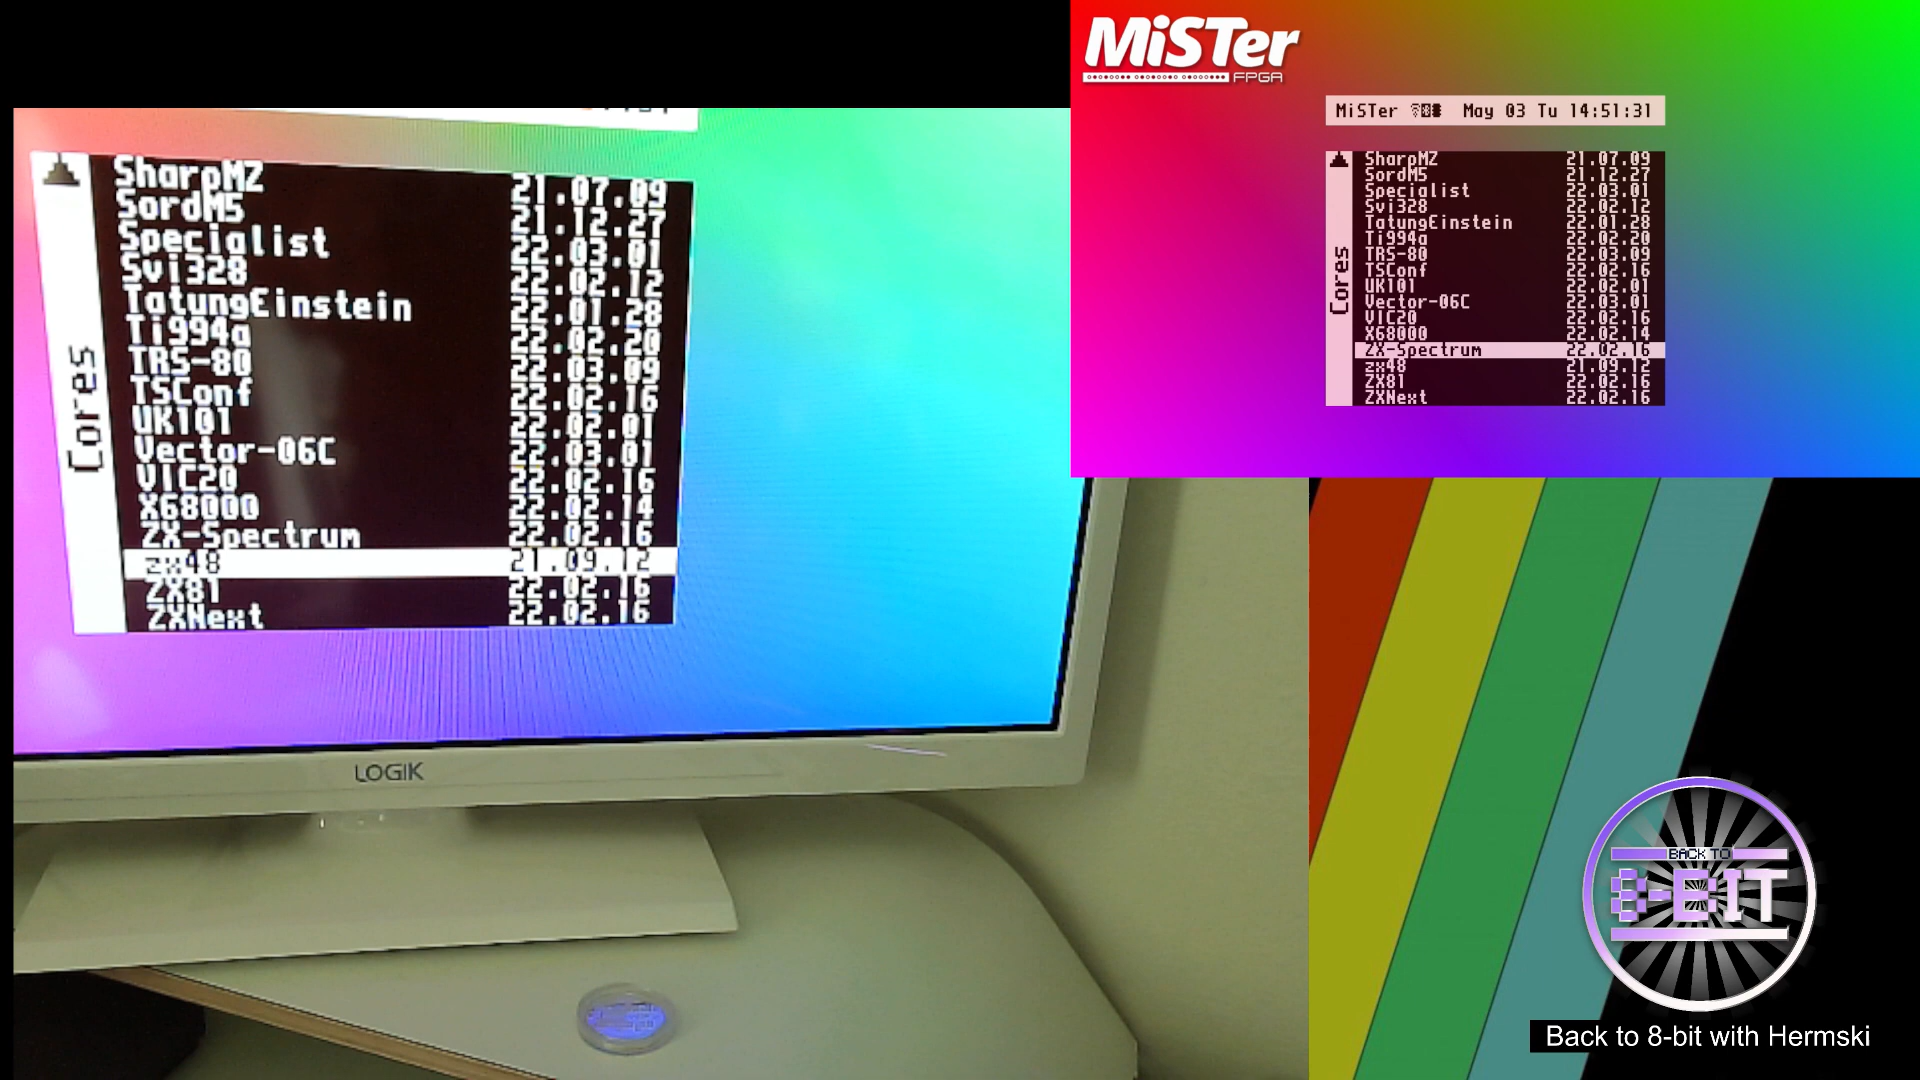 SharpMZ 21.07.09
SordM5 21.12.27
Specialist 22.03.01
Svi328 22.02.12
TatungEinstein 22.01.28
Ti994a 22.02.20
TRS-80 22.03.09
TSConf 22.02.16
UK101 22.02.01
Vector-06C 22.03.01
VIC20 22.02.16
X68000 22.02.14
ZX-Spectrum 22.02.16
zx48 21.09.12
ZX81 22.02.16
ZXNext 22.02.16
Cores
LOGIK
MiSTer
FPGA
MiSTer May 03 Tu 14:51:31
SharpMZ 21.07.09
SordM5 21.12.27
Specialist 22.03.01
Svi328 22.02.12
TatungEinstein 22.01.28
Ti994a 22.02.20
TRS-80 22.03.09
TSConf 22.02.16
UK101 22.02.01
Vector-06C 22.03.01
VIC20 22.02.16
X68000 22.02.14
ZX-Spectrum 22.02.16
zx48 21.09.12
ZX81 22.02.16
ZXNext 22.02.16
Cores
BACK TO
8-BIT
Back to 8-bit with Hermski